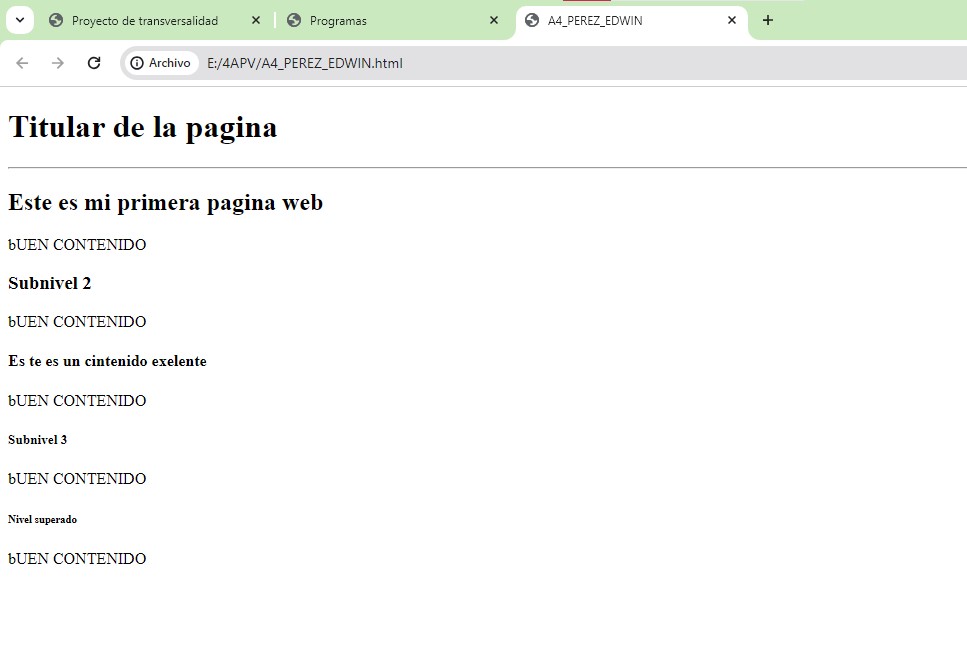 Proyecto de transversalidad
Programas
A4_PEREZ_EDWIN
Archivo
E:/4APV/A4_PEREZ_EDWIN.html
Titular de la pagina
Este es mi primera pagina web
bUEN CONTENIDO
Subnivel 2
bUEN CONTENIDO
Es te es un cintenido exelente
bUEN CONTENIDO
Subnivel 3
bUEN CONTENIDO
Nivel superado
bUEN CONTENIDO